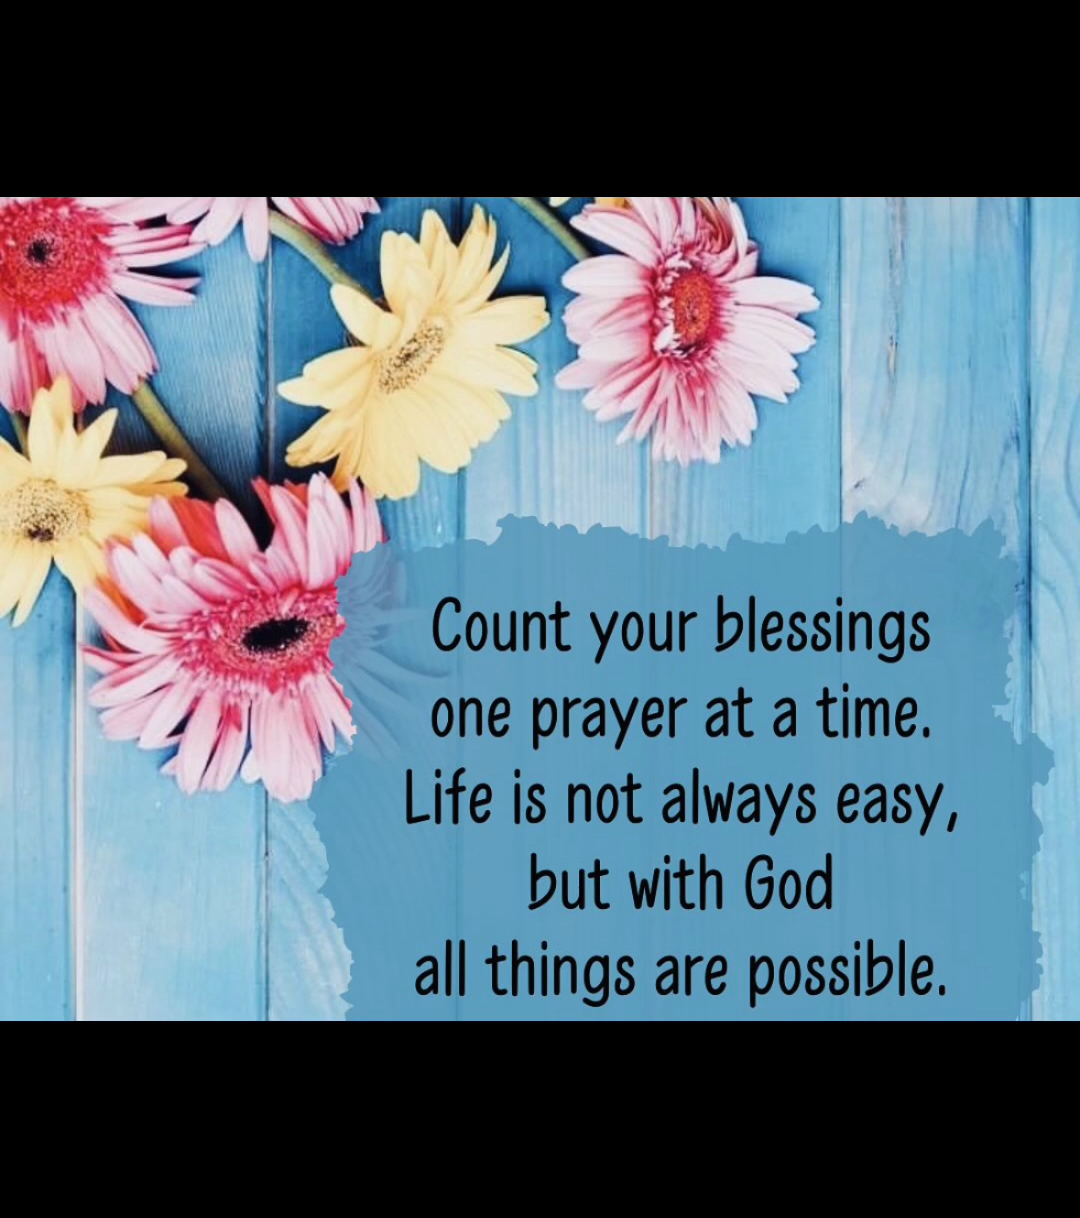 Count your blessings
one prayer at a time.
Life is not always easy,
but with God
all things are possible.